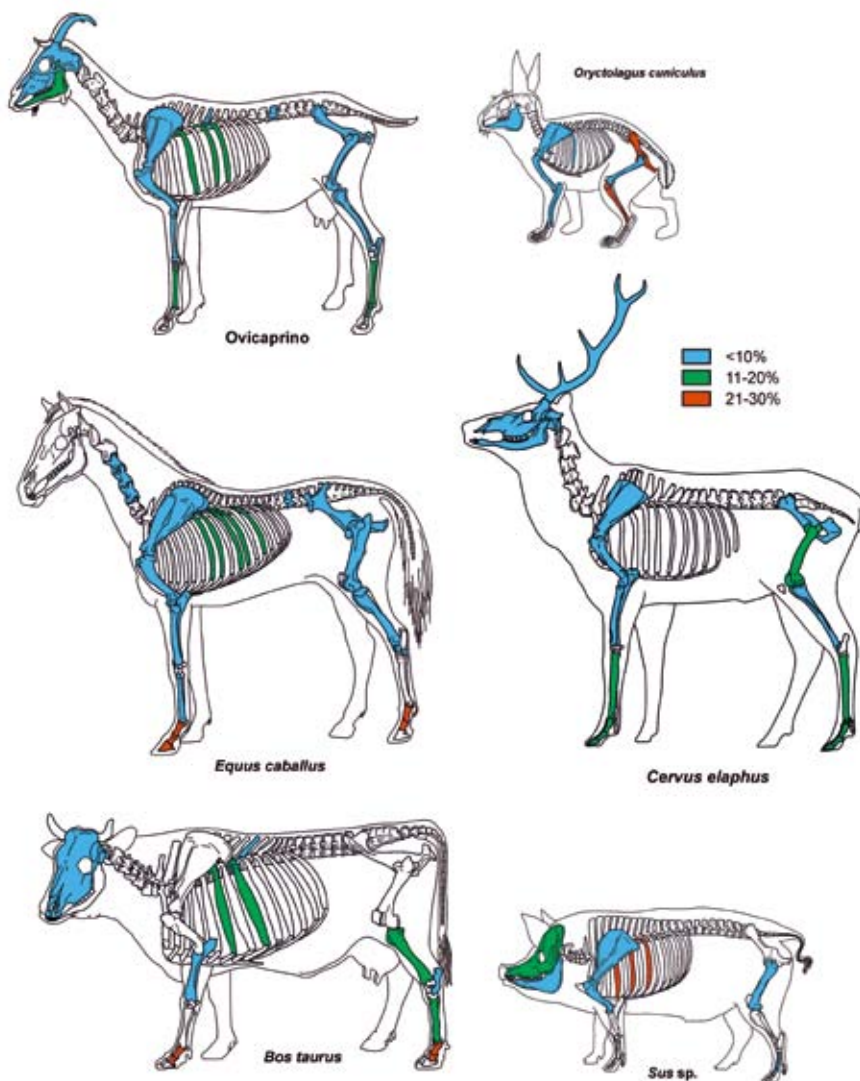 Oryctolagus cuniculus
Ovicaprino
<10%
11-20%
21-30%
Equus caballus
Cervus elaphus
Bos taurus
Sus sp.